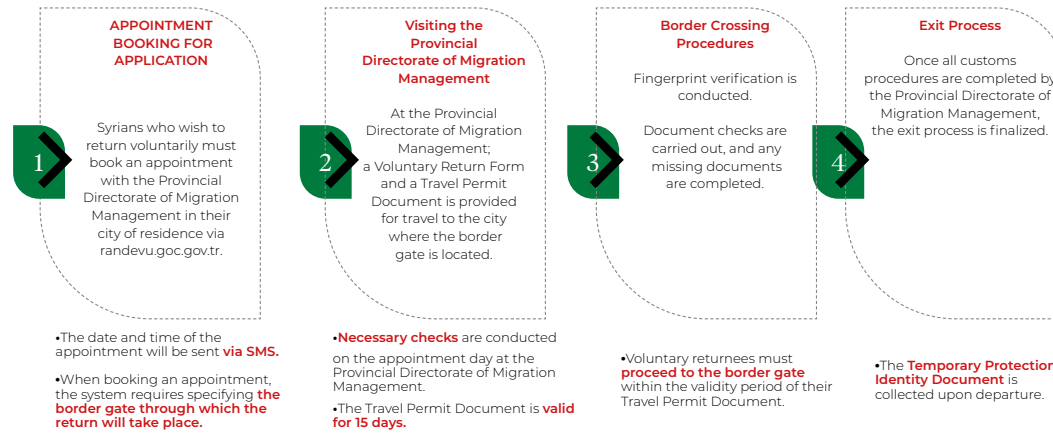 APPOINTMENT
BOOKING FOR
APPLICATION
1
Syrians who wish to
return voluntarily must
book an appointment
with the Provincial
Directorate of Migration
Management in their
city of residence via
randevu.goc.gov.tr.
•The date and time of the
appointment will be sent via SMS.
•When booking an appointment,
the system requires specifying the
border gate through which the
return will take place.
Visiting the
Provincial
Directorate of Migration
Management
2
At the Provincial
Directorate of Migration
Management;
a Voluntary Return Form
and a Travel Permit
Document is provided
for travel to the city
where the border
gate is located.
•Necessary checks are conducted
on the appointment day at the
Provincial Directorate of Migration
Management.
•The Travel Permit Document is valid
for 15 days.
Border Crossing
Procedures
3
Fingerprint verification is
conducted.
Document checks are
carried out, and any
missing documents
are completed.
•Voluntary returnees must
proceed to the border gate
within the validity period of their
Travel Permit Document.
Exit Process
4
Once all customs
procedures are completed by
the Provincial Directorate of
Migration Management,
the exit process is finalized.
•The Temporary Protection
Identity Document is
collected upon departure.